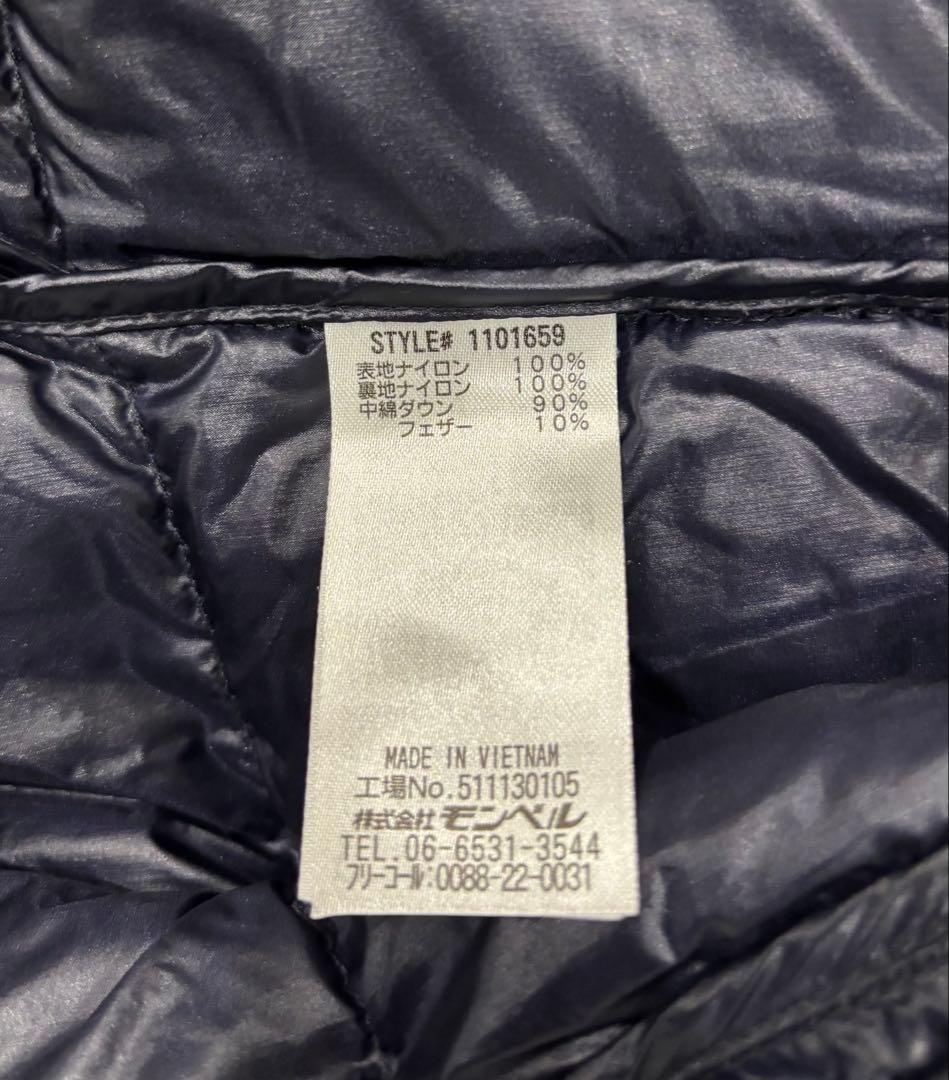 STYLE# 1101659
表地ナイロン 100%
裏地ナイロン 100%
中綿ダウン 90%
フェザー 10%
MADE IN VIETNAM
工場No.511130105
株式会社モンベル
TEL.06-6531-3544
フリーコール:0088-22-0031